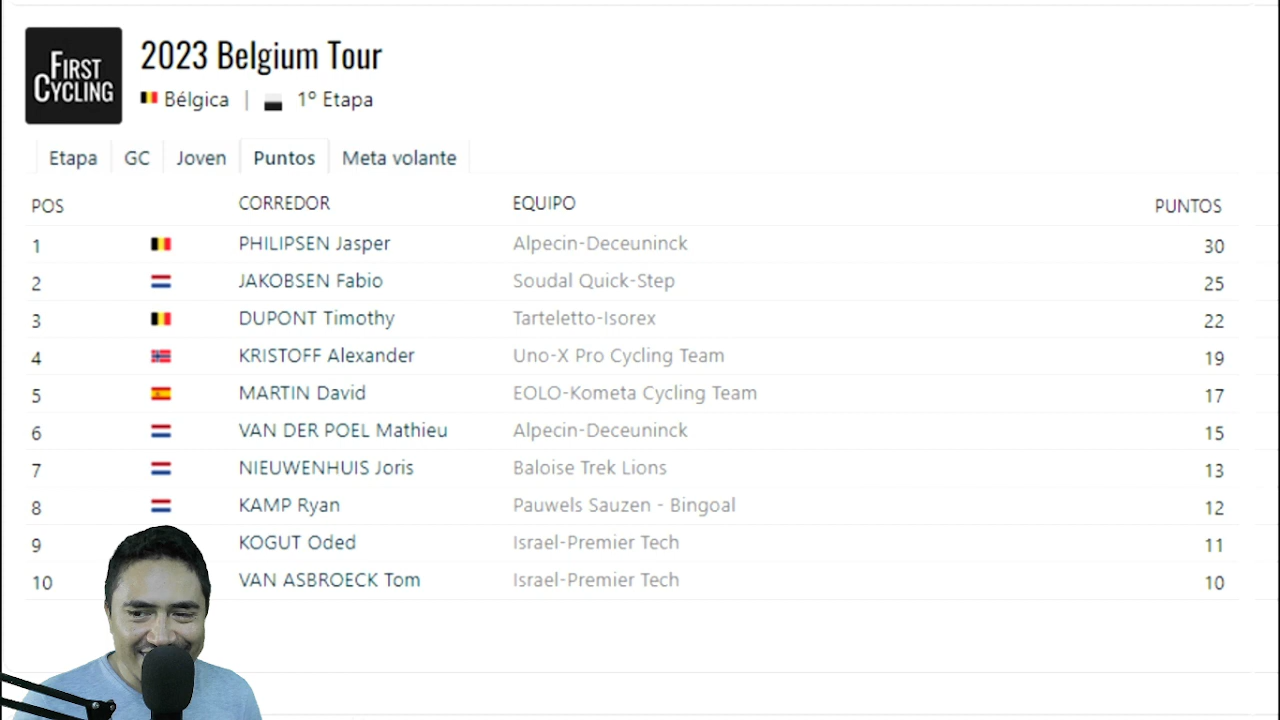 FIRST
CYCLING
2023 Belgium Tour
Bélgica | 1º Etapa
Etapa GC Joven Puntos Meta volante
POS CORREDOR EQUIPO PUNTOS
1 PHILIPSEN Jasper Alpecin-Deceuninck 30
2 JAKOBSEN Fabio Soudal Quick-Step 25
3 DUPONT Timothy Tarteletto-Isorex 22
4 KRISTOFF Alexander Uno-X Pro Cycling Team 19
5 MARTIN David EOLO-Kometa Cycling Team 17
6 VAN DER POEL Mathieu Alpecin-Deceuninck 15
7 NIEUWENHUIS Joris Baloise Trek Lions 13
8 KAMP Ryan Pauwels Sauzen - Bingoal 12
9 KOGUT Oded Israel-Premier Tech 11
10 VAN ASBROECK Tom Israel-Premier Tech 10